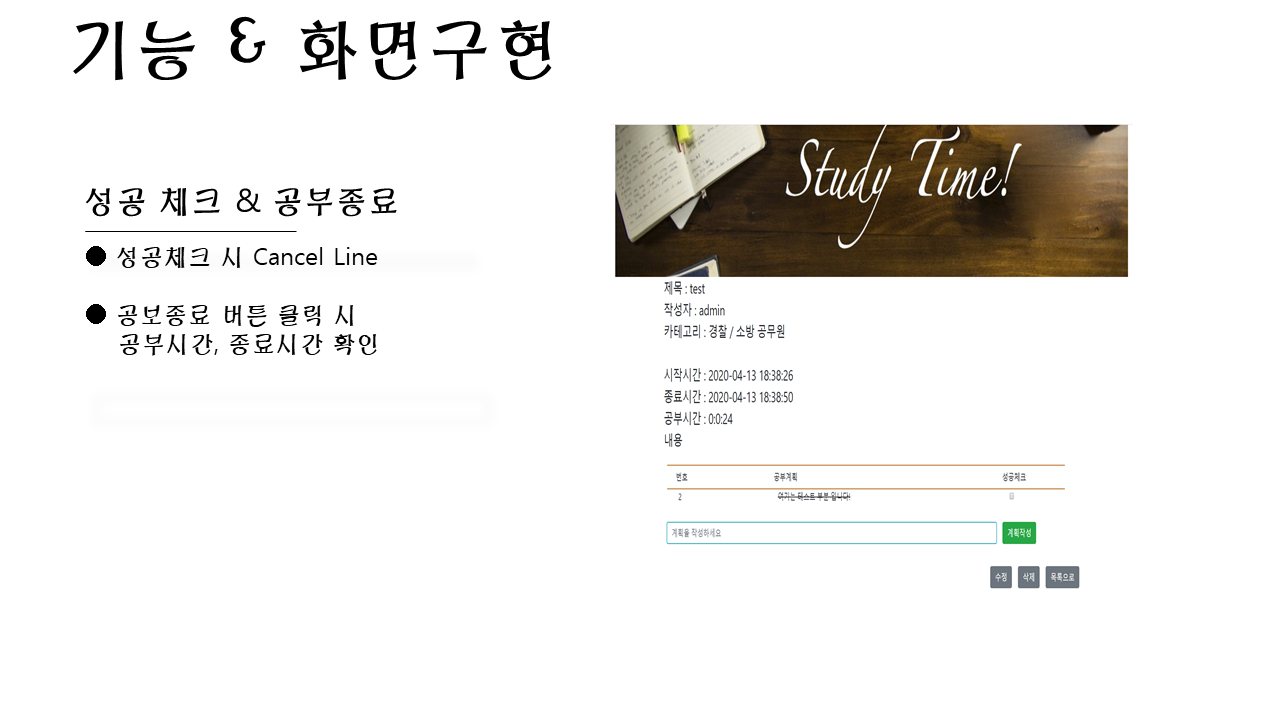 기능 & 화면구현
성공 체크 & 공부종료
성공체크 시 Cancel Line
공보종료 버튼 클릭 시
공부시간, 종료시간 확인
Study Time!
제목 : test
작성자 : admin
카테고리 : 경찰 / 소방 공무원
시작시간 : 2020-04-13 18:38:26
종료시간 : 2020-04-13 18:38:50
공부시간 : 0:0:24
내용
번호 공부계획 성공체크
2 여기는 테스트 부분 입니다!
계획을 작성하세요 계획작성
수정 삭제 목록으로